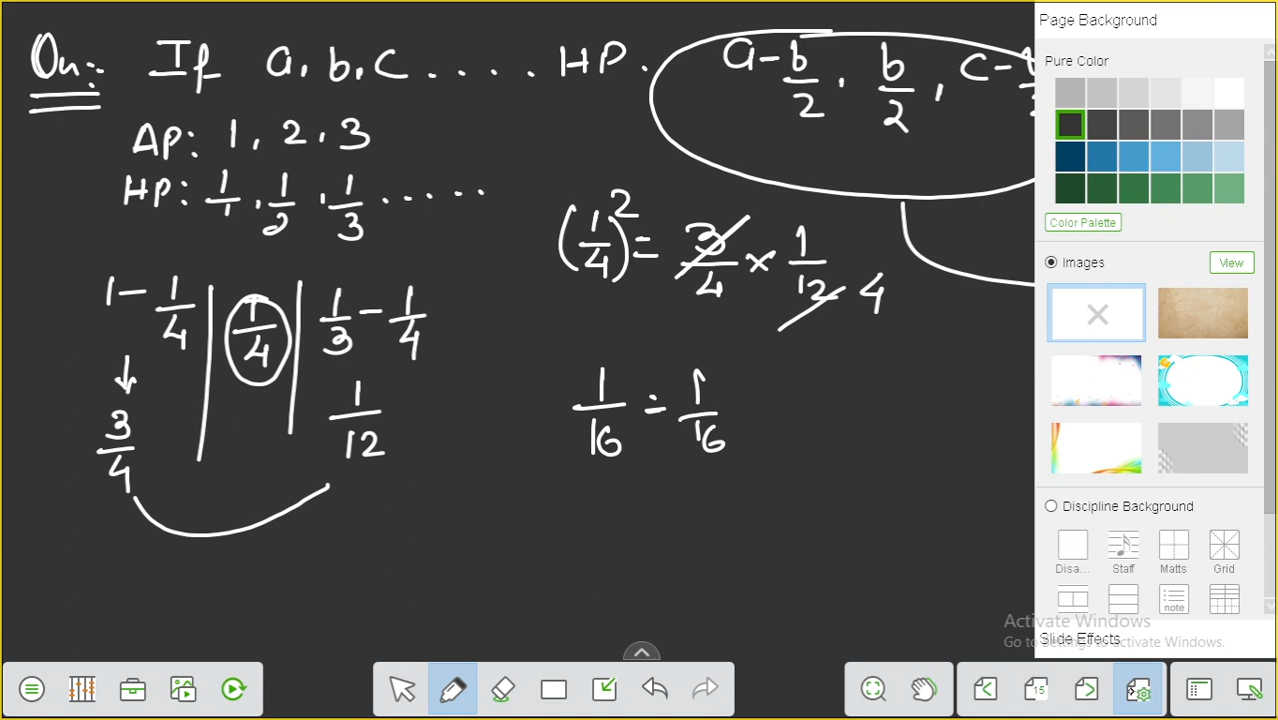 Qn:- If a, b, c ..... HP. a-b/2, b/2, c-
AP: 1, 2, 3
HP: 1/1, 1/2, 1/3 ......
(1/4)² = 3/4 × 1/12 4
1-1/4 | 1/4 | 1/3-1/4
↓
3/4 1/12
1/16 = 1/16
Page Background
Pure Color
Color Palette
Images View
Discipline Background
Disa... Staff Matts Grid
note
Activate Windows
Go to Settings to activate Windows.
Slide Effects
15